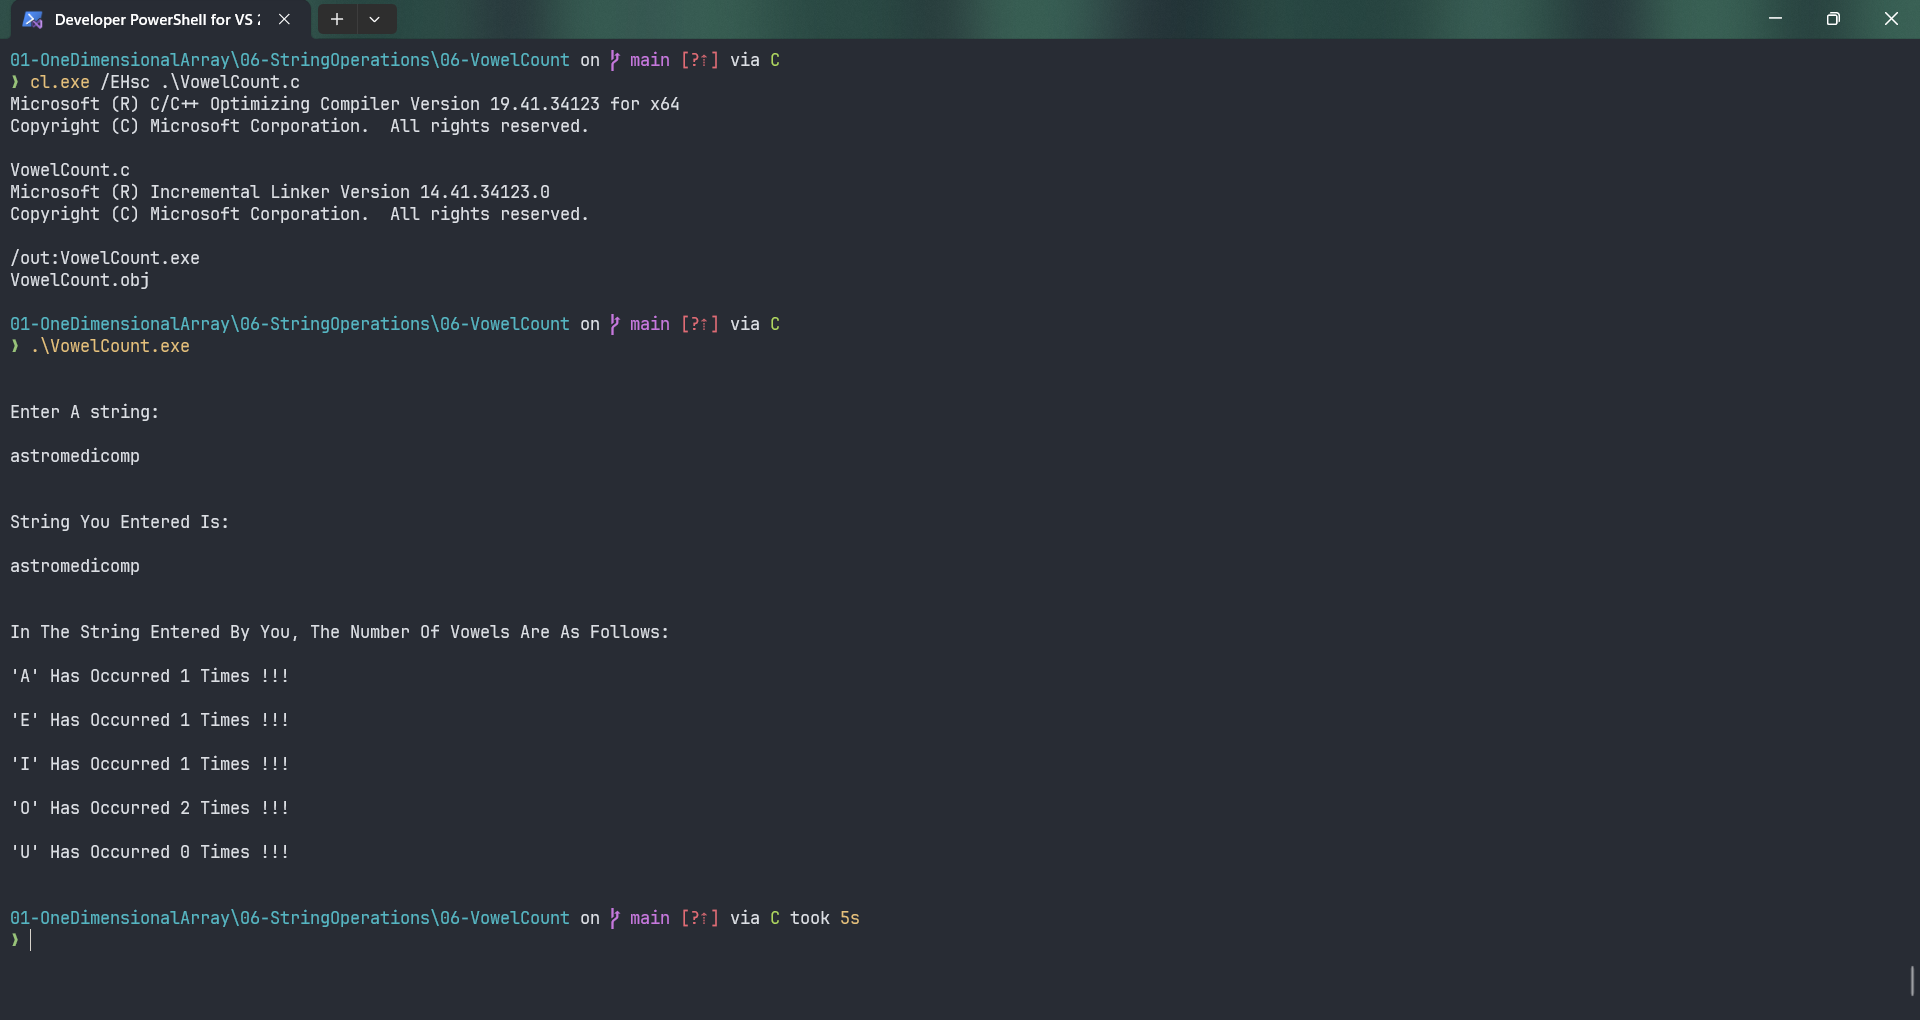 Developer PowerShell for VS 2
01-OneDimensionalArray\06-StringOperations\06-VowelCount on main [?⇡] via C
❱ cl.exe /EHsc .\VowelCount.c
Microsoft (R) C/C++ Optimizing Compiler Version 19.41.34123 for x64
Copyright (C) Microsoft Corporation.  All rights reserved.
VowelCount.c
Microsoft (R) Incremental Linker Version 14.41.34123.0
Copyright (C) Microsoft Corporation.  All rights reserved.
/out:VowelCount.exe
VowelCount.obj
01-OneDimensionalArray\06-StringOperations\06-VowelCount on main [?⇡] via C
❱ .\VowelCount.exe
Enter A string:
astromedicomp
String You Entered Is:
astromedicomp
In The String Entered By You, The Number Of Vowels Are As Follows:
'A' Has Occurred 1 Times !!!
'E' Has Occurred 1 Times !!!
'I' Has Occurred 1 Times !!!
'O' Has Occurred 2 Times !!!
'U' Has Occurred 0 Times !!!
01-OneDimensionalArray\06-StringOperations\06-VowelCount on main [?⇡] via C took 5s
❱